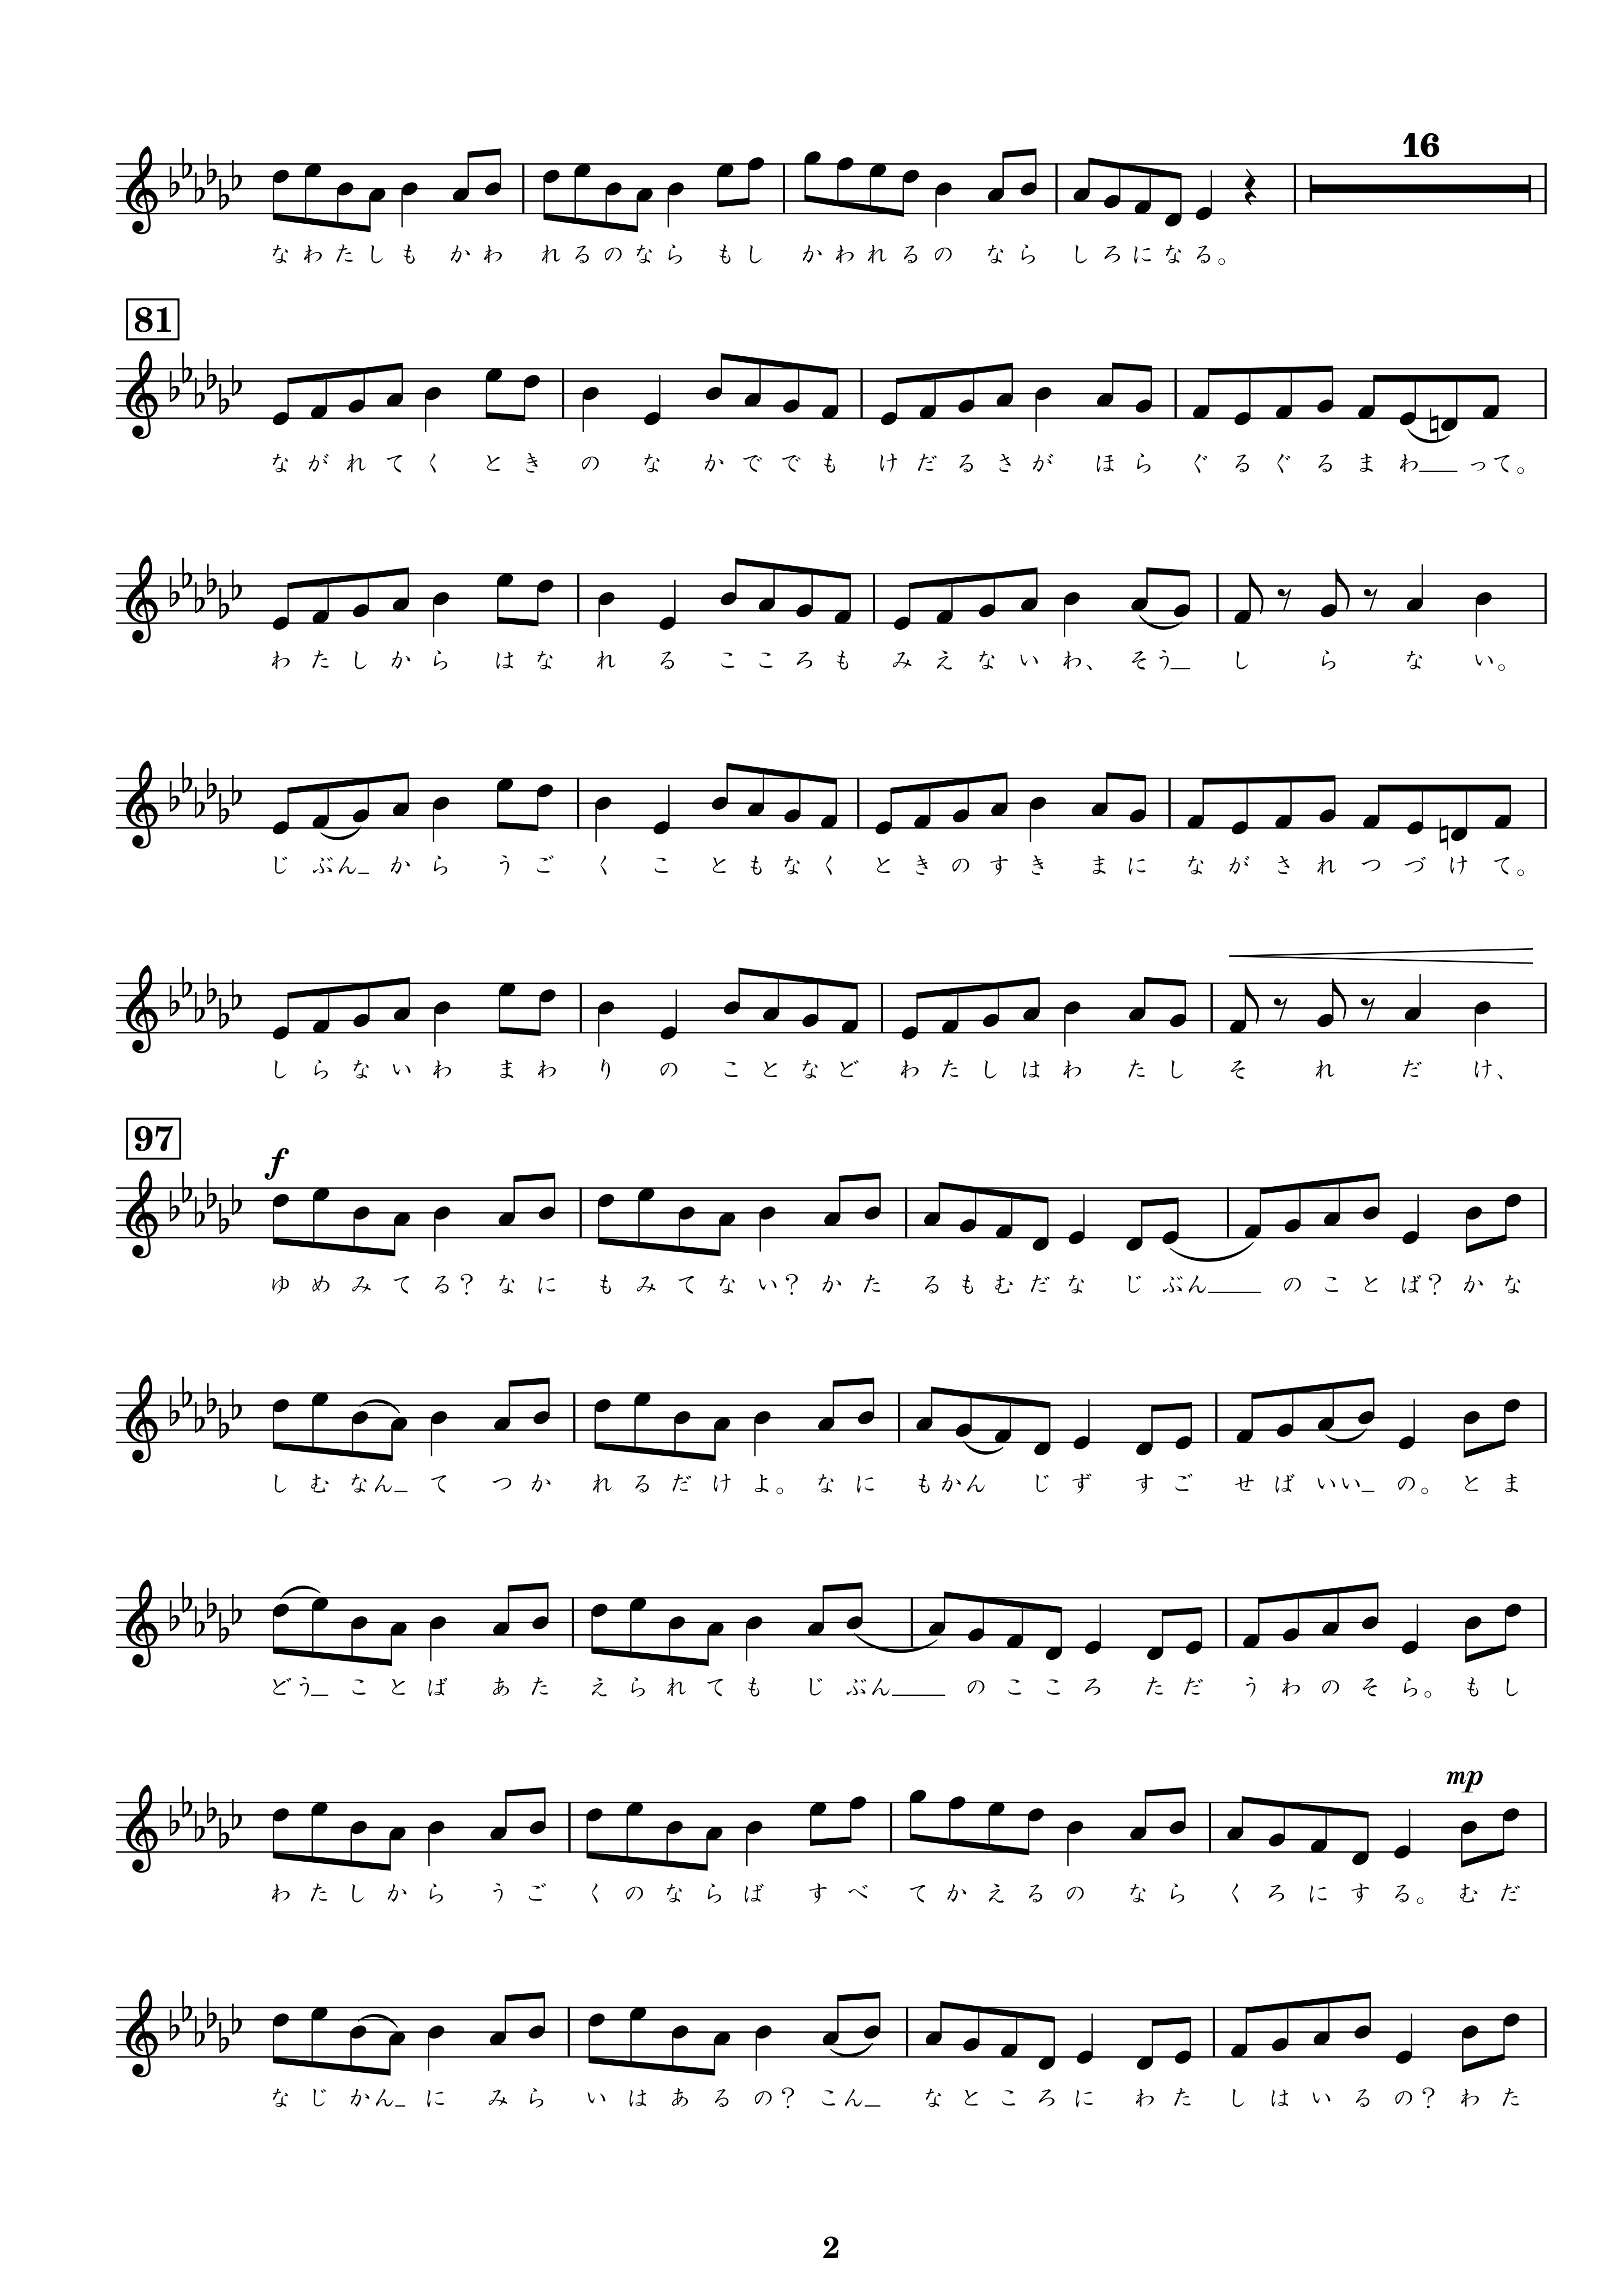 16
な わ た し も か わ れ る の な ら も し か わ れ る の な ら し ろ に な る。
81
な が れ て く と き の な か で で も け だ る さ が ほ ら ぐ る ぐ る ま わ って。
わ た し か ら は な れ る こ こ ろ も み え な い わ、 そう し ら な い。
じ ぶん か ら う ご く こ と も な く と き の す き ま に な が さ れ つ づ け て。
し ら な い わ ま わ り の こ と な ど わ た し は わ た し そ れ だ け、
97
f
ゆ め み て る? な に も み て な い? か た る も む だ な じ ぶん の こ と ば? か な
し む なん て つ か れ る だ け よ。 な に も かん じ ず す ご せ ば いい の。 と ま
どう こ と ば あ た え ら れ て も じ ぶん の こ こ ろ た だ う わ の そ ら。 も し
mp
わ た し か ら う ご く の な ら ば す べ て か え る の な ら く ろ に す る。 む だ
な じ かん に み ら い は あ る の? こん な と こ ろ に わ た し は い る の? わ た
2